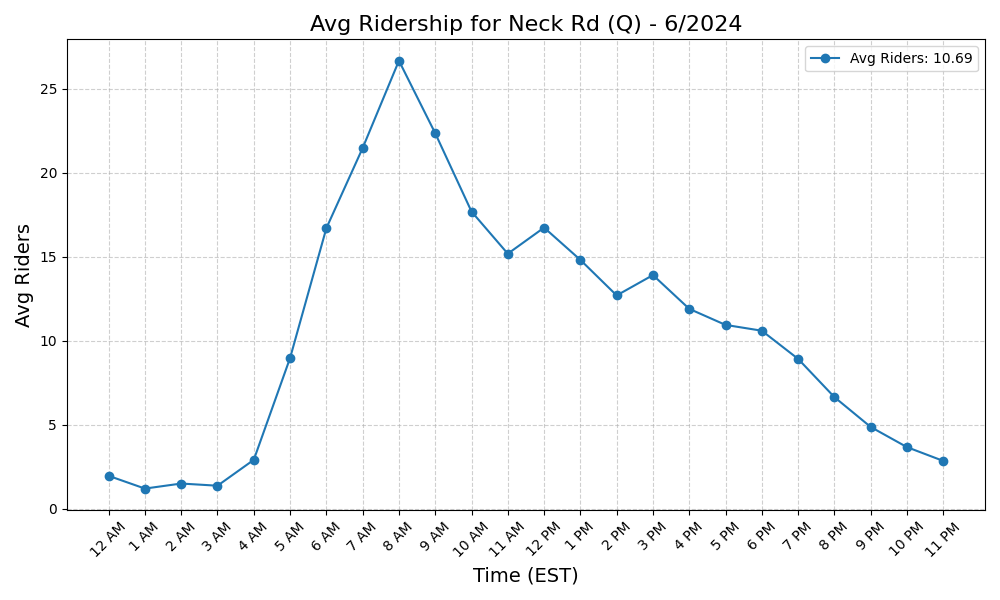 Avg Ridership for Neck Rd (Q) - 6/2024
Avg Riders: 10.69
Avg Riders
25
20
15
10
5
0
12 AM
1 AM
2 AM
3 AM
4 AM
5 AM
6 AM
7 AM
8 AM
9 AM
10 AM
11 AM
12 PM
1 PM
2 PM
3 PM
4 PM
5 PM
6 PM
7 PM
8 PM
9 PM
10 PM
11 PM
Time (EST)